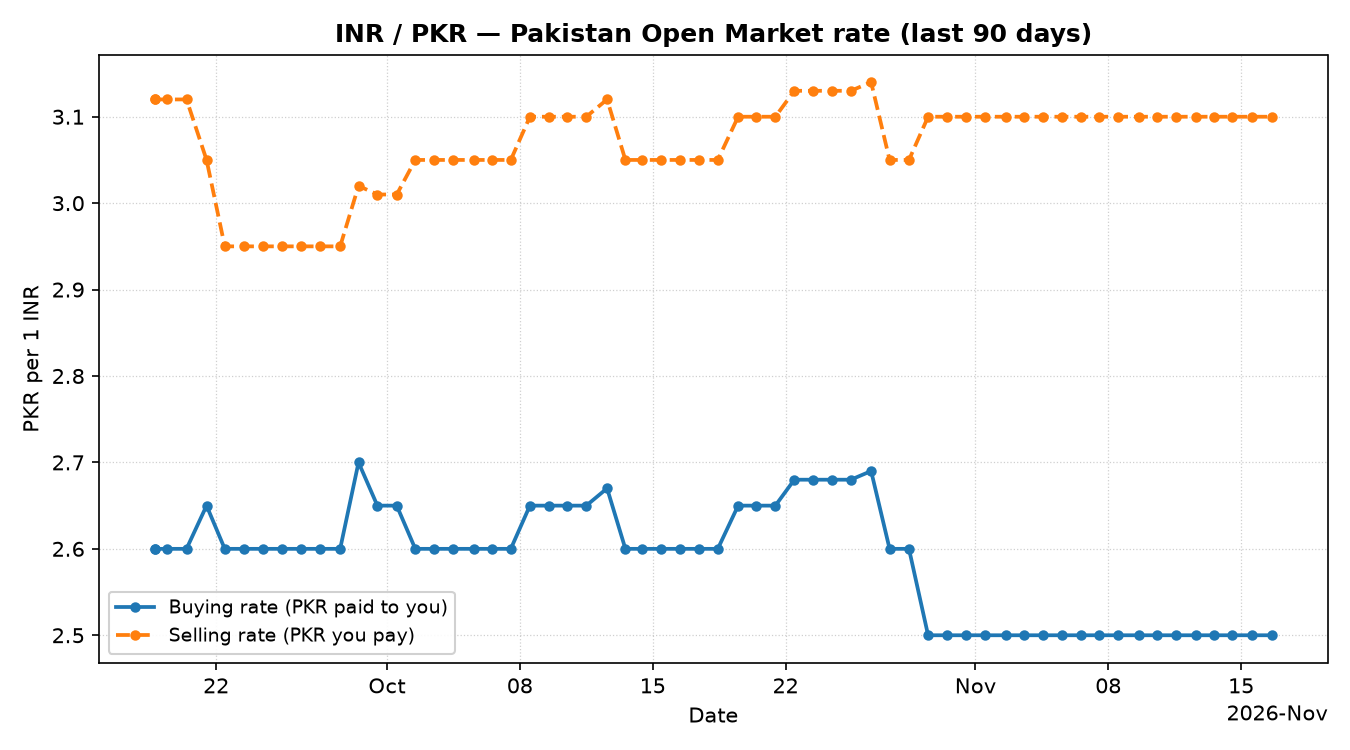 INR / PKR — Pakistan Open Market rate (last 90 days)
PKR per 1 INR
3.1
3.0
2.9
2.8
2.7
2.6
2.5
Buying rate (PKR paid to you)
Selling rate (PKR you pay)
22
Oct
08
15
22
Nov
08
15
Date
2026-Nov